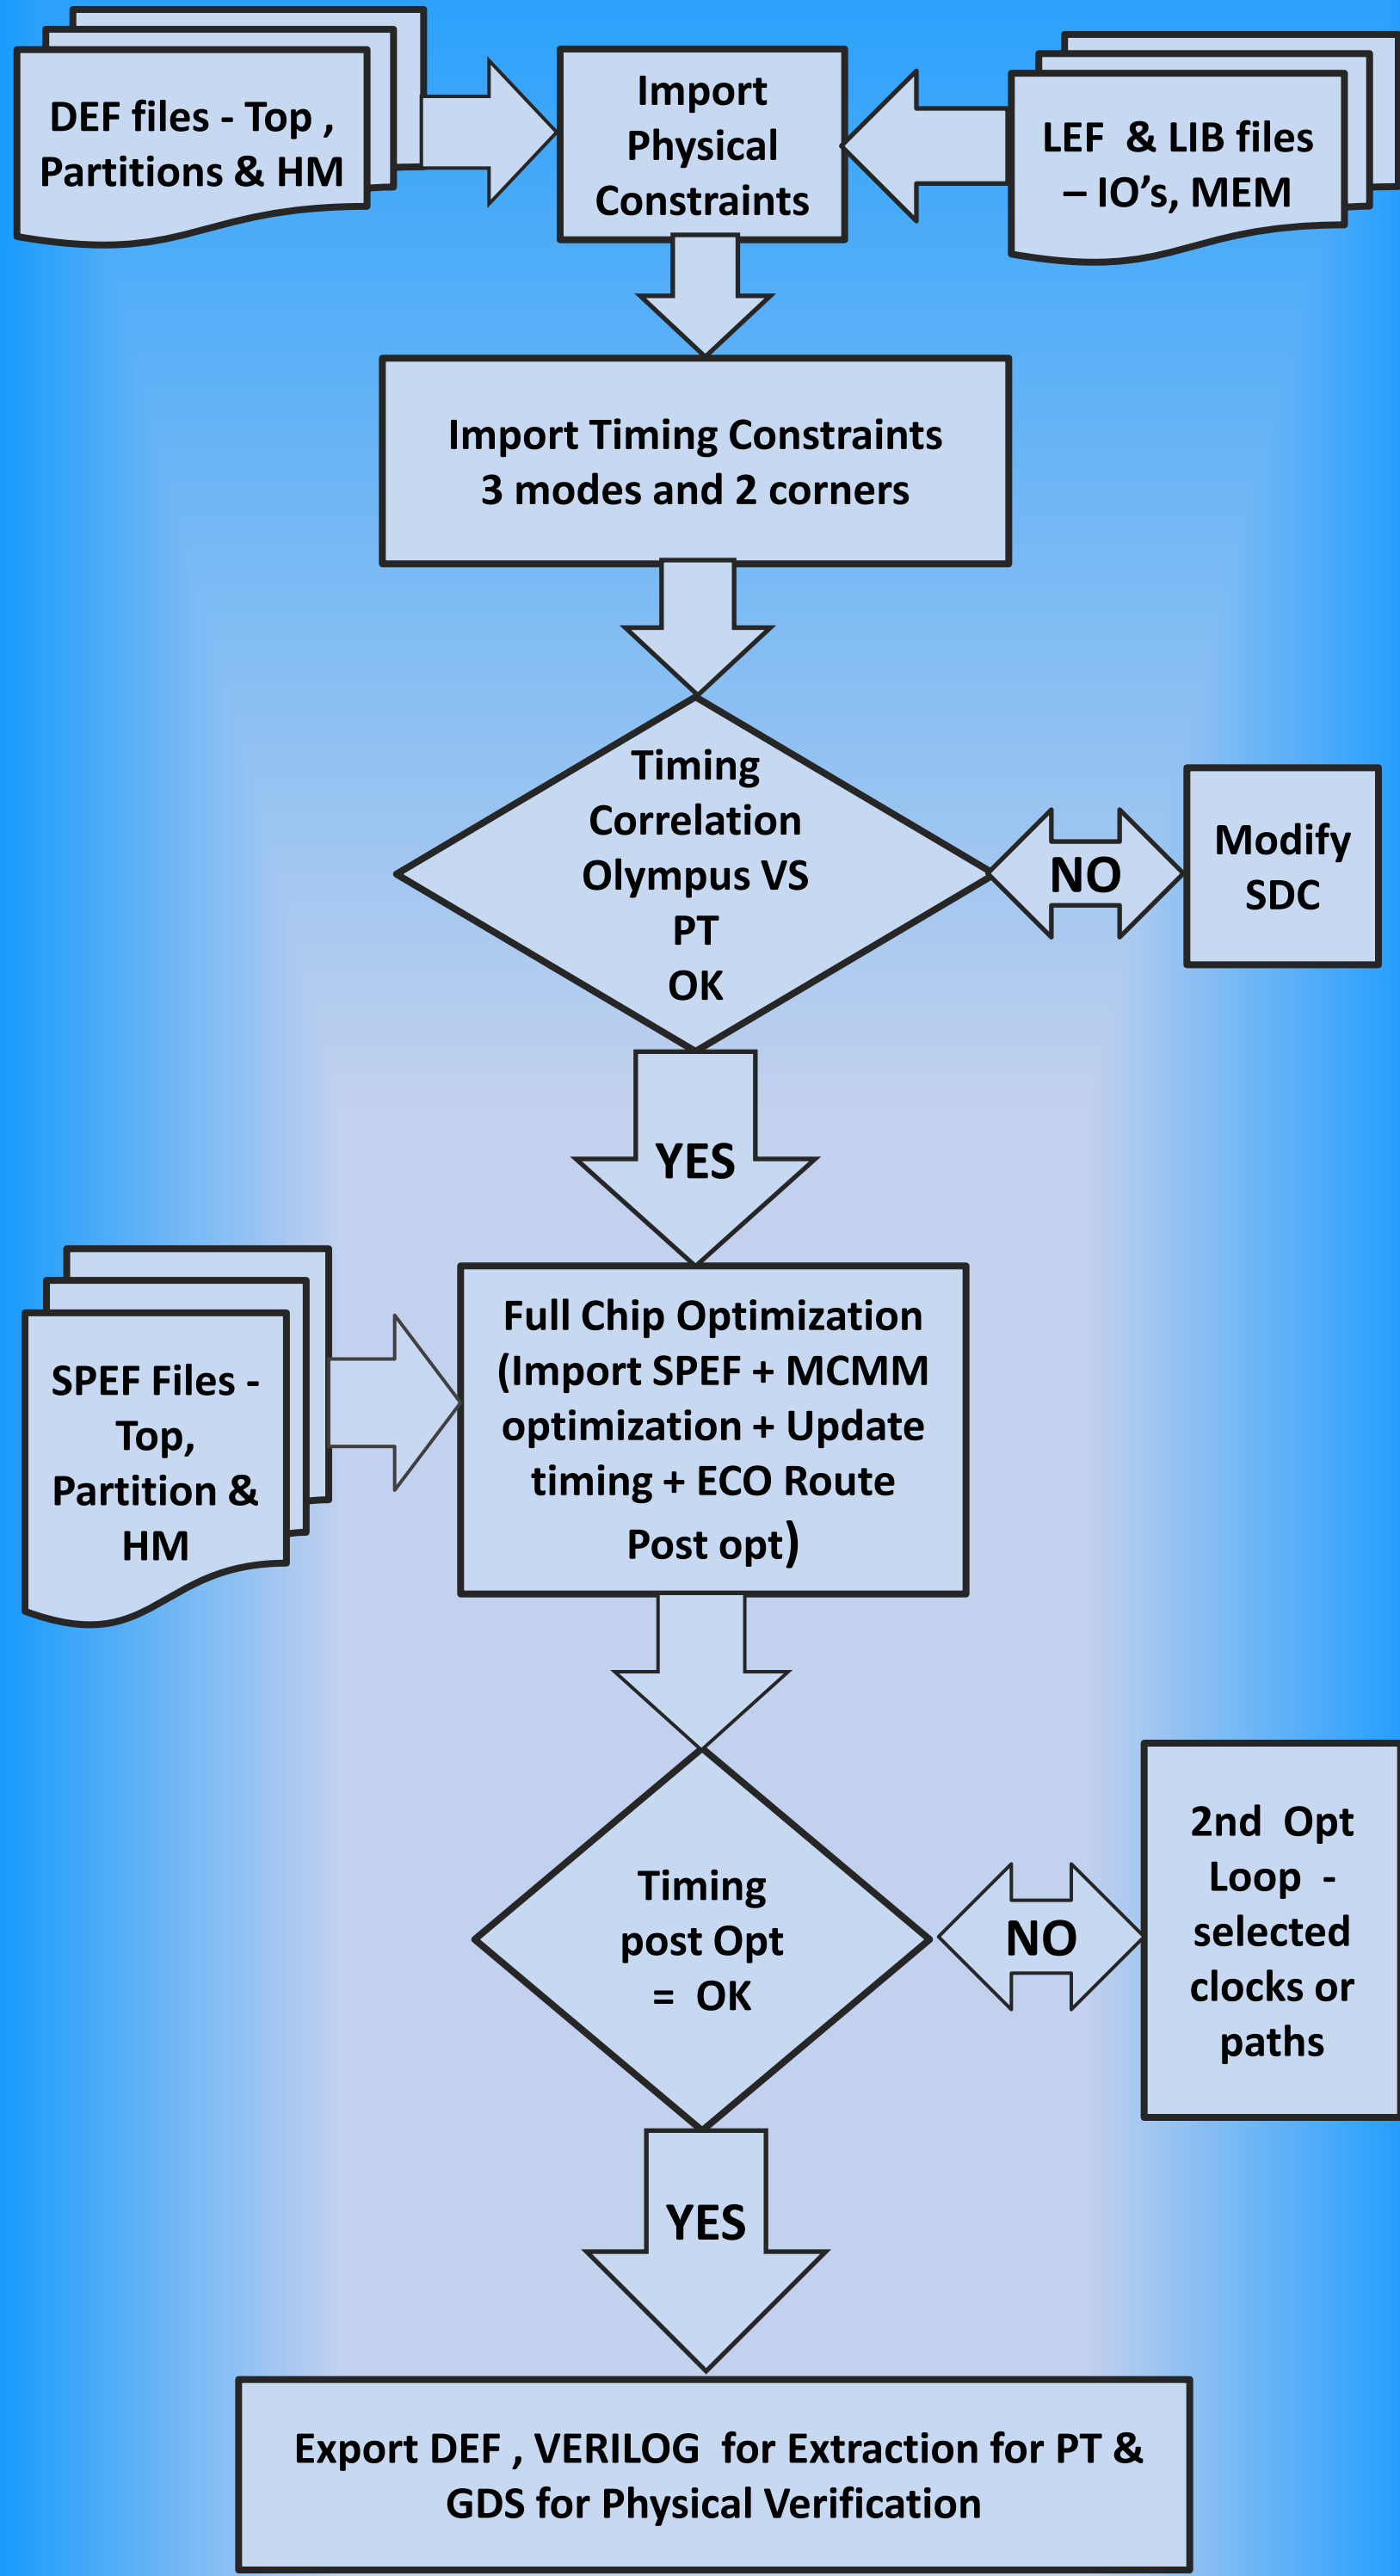 DEF files - Top ,
Partitions & HM
Import
Physical
Constraints
LEF & LIB files
– IO’s, MEM
Import Timing Constraints
3 modes and 2 corners
Timing
Correlation
Olympus VS
PT
OK
NO
Modify
SDC
YES
SPEF Files -
Top,
Partition &
HM
Full Chip Optimization
(Import SPEF + MCMM
optimization + Update
timing + ECO Route
Post opt)
Timing
post Opt
= OK
NO
2nd Opt
Loop -
selected
clocks or
paths
YES
Export DEF , VERILOG for Extraction for PT &
GDS for Physical Verification